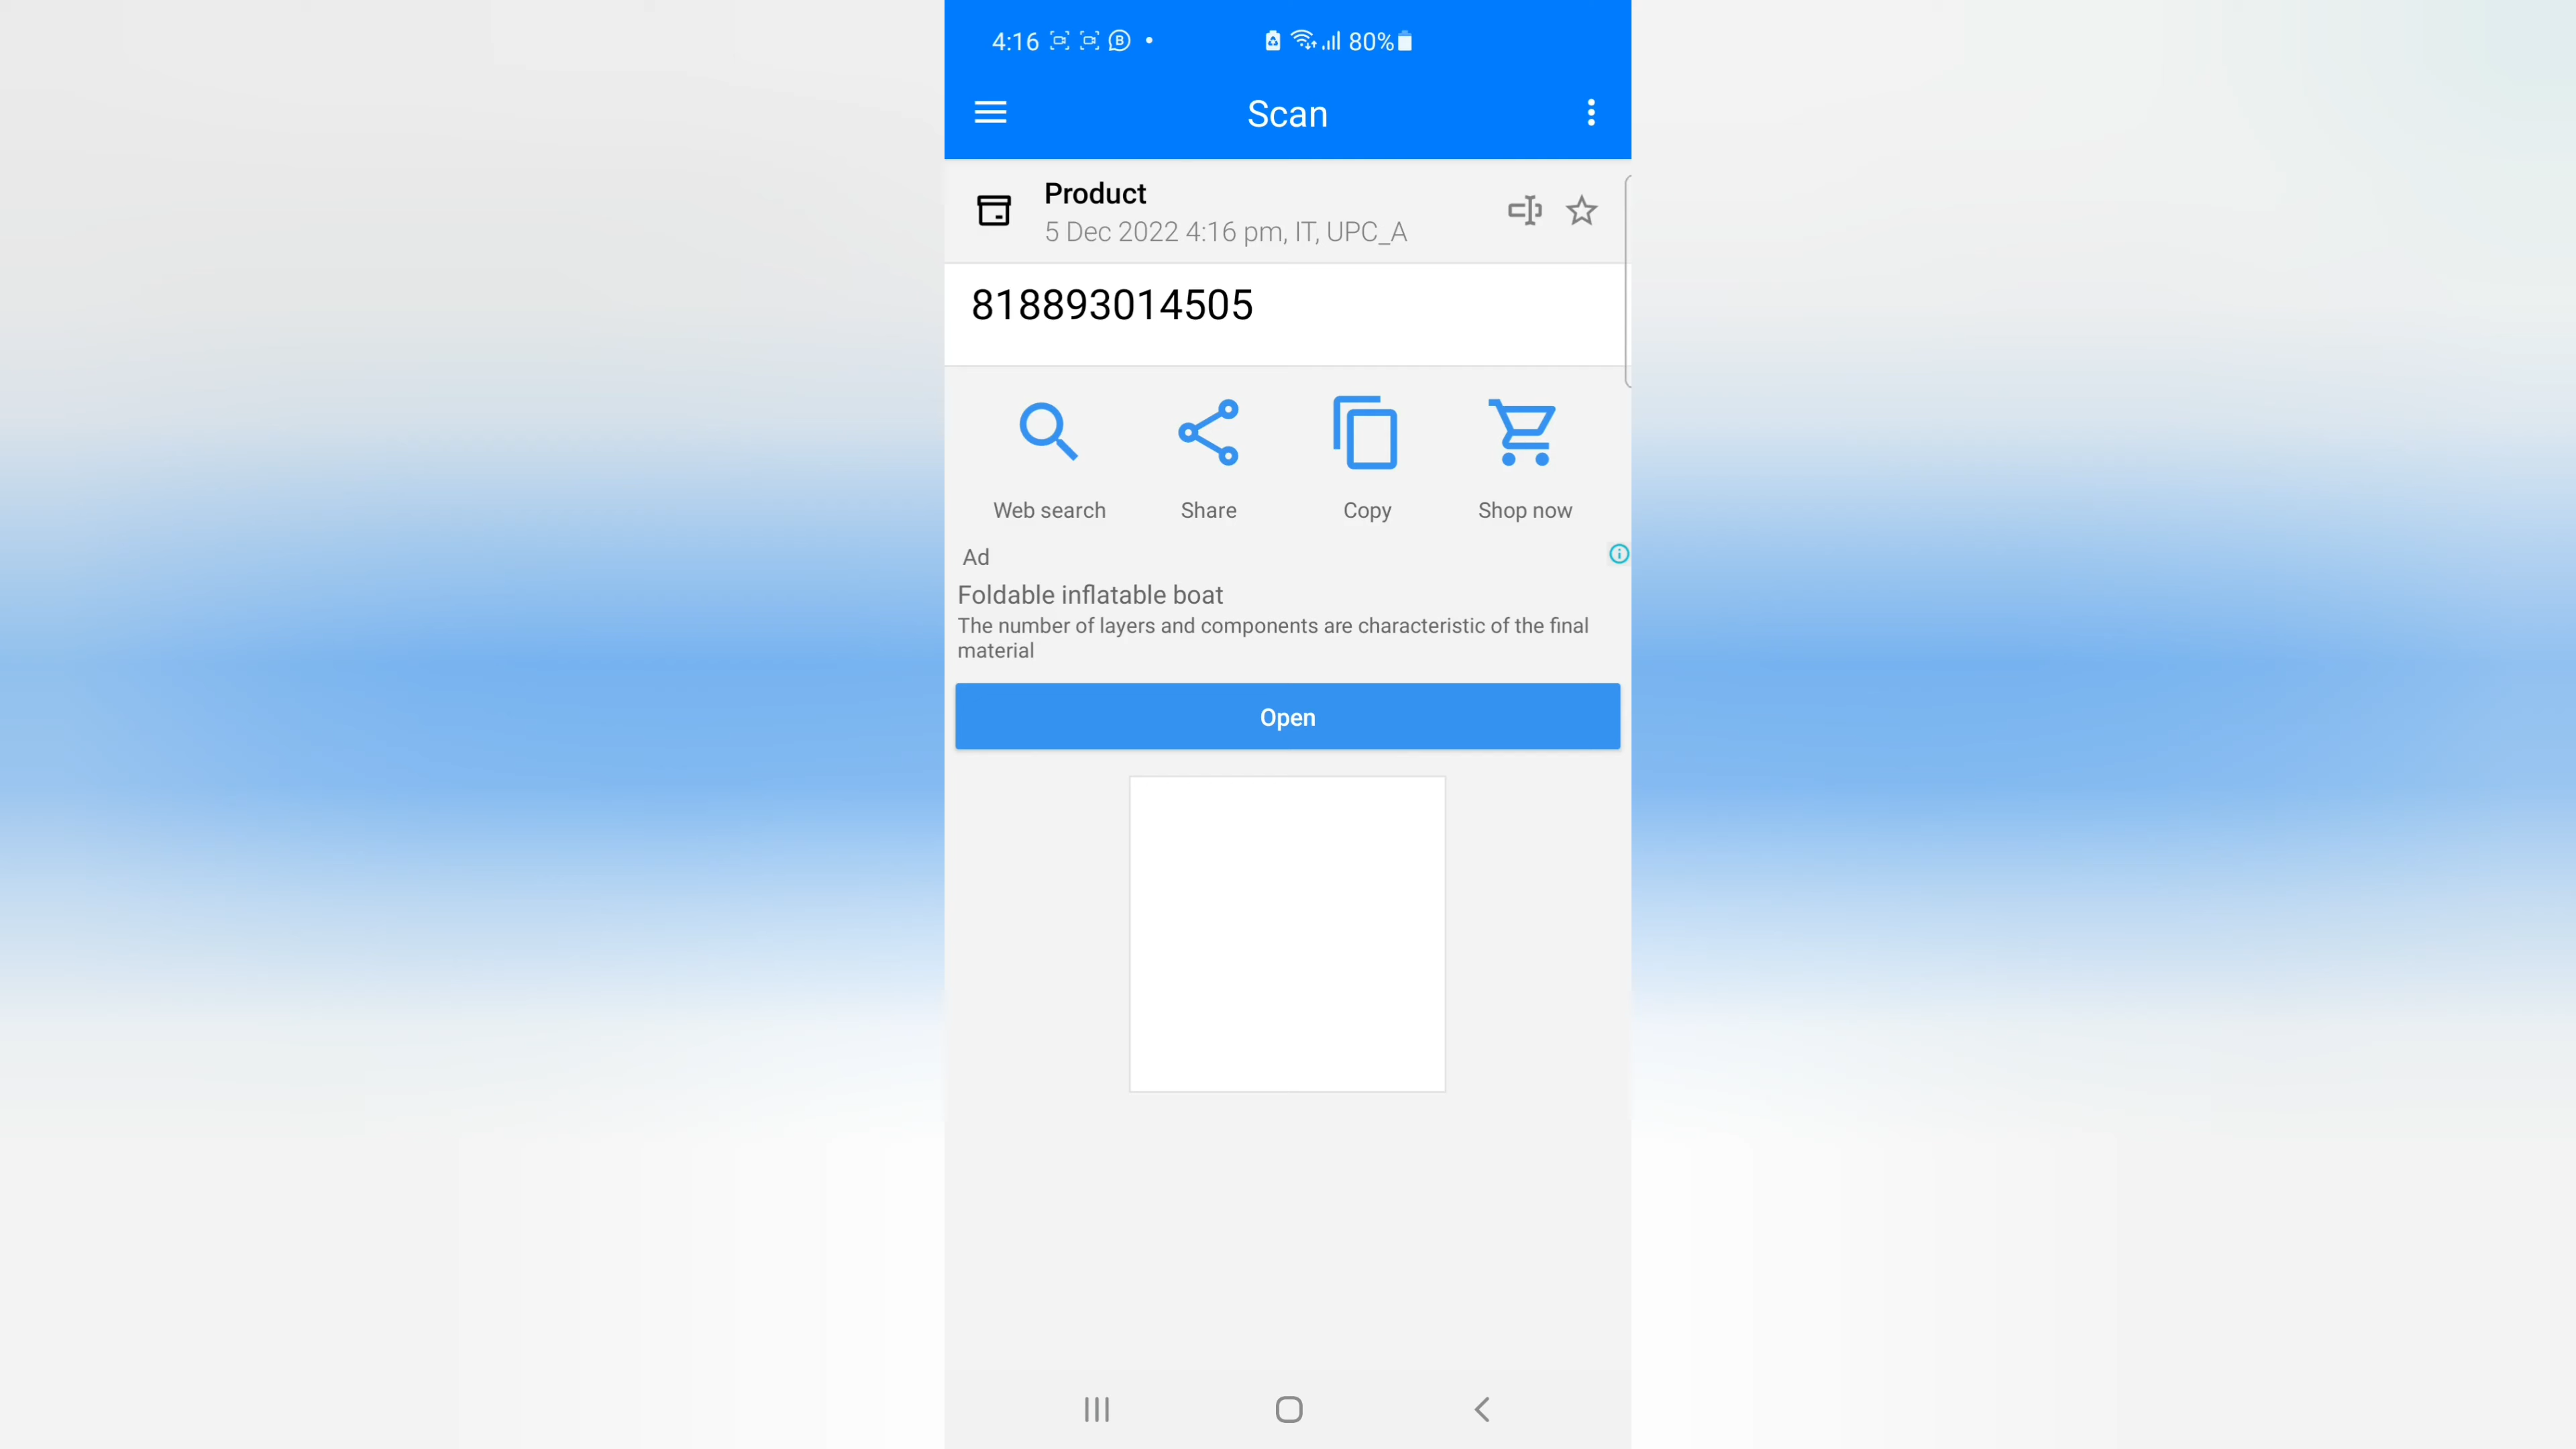 4:16 80%
Scan
Product
5 Dec 2022 4:16 pm, IT, UPC_A
818893014505
Web search Share Copy Shop now
Ad
Foldable inflatable boat
The number of layers and components are characteristic of the final
material
Open